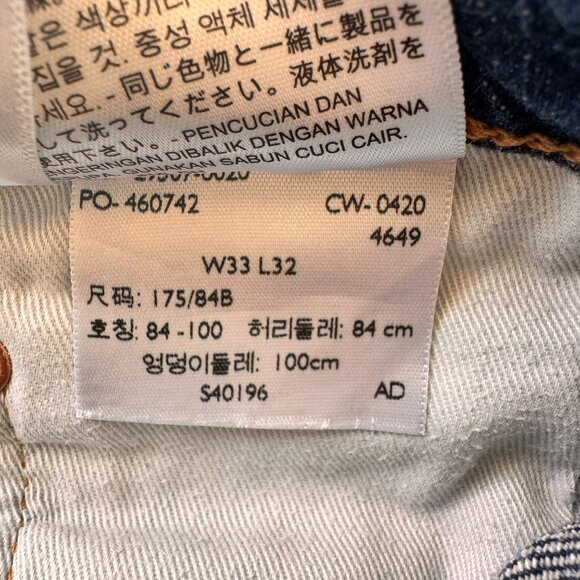 같은 색상끼리
집을 것. 중성 액체 세제를
세요. - 同じ色物と一緒に製品を
して洗ってください。液体洗剤を
使用下さい。- PENCUCIAN DAN
NGERINGAN DIBALIK DENGAN WARNA
GUNAKAN SABUN CUCI CAIR.
PO- 460742 CW- 0420
4649
W33 L32
尺码: 175/84B
호칭: 84 -100 허리둘레: 84 cm
엉덩이둘레: 100cm
S40196 AD